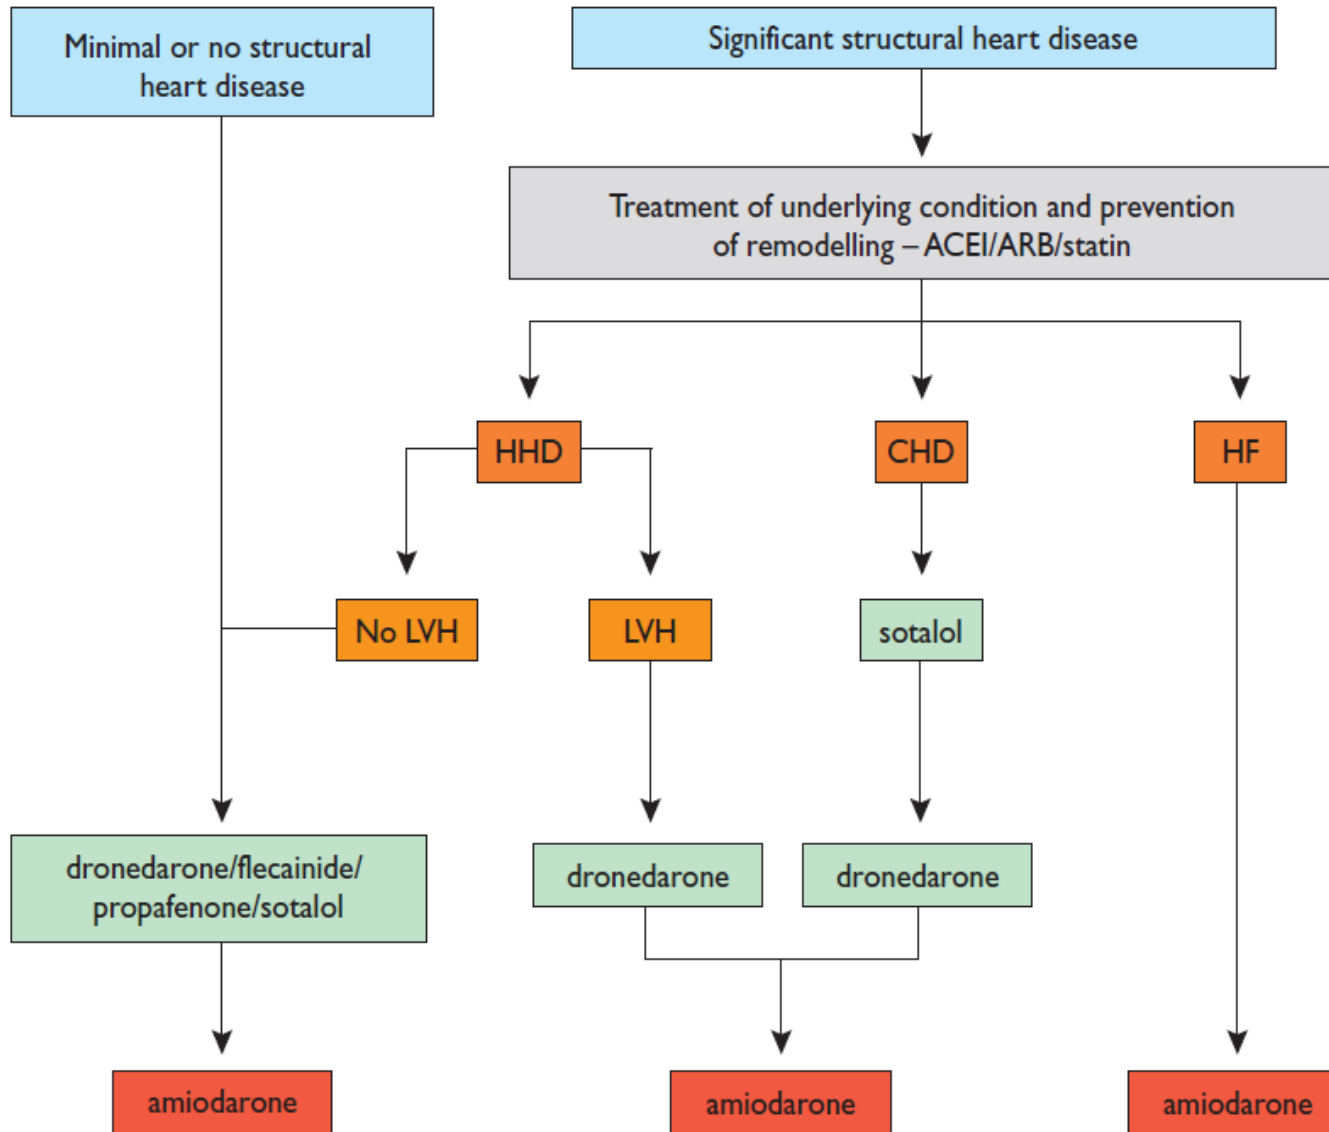 Minimal or no structural
heart disease
Significant structural heart disease
Treatment of underlying condition and prevention
of remodelling – ACEI/ARB/statin
HHD
CHD
HF
No LVH
LVH
sotalol
dronedarone/flecainide/
propafenone/sotalol
dronedarone
dronedarone
amiodarone
amiodarone
amiodarone